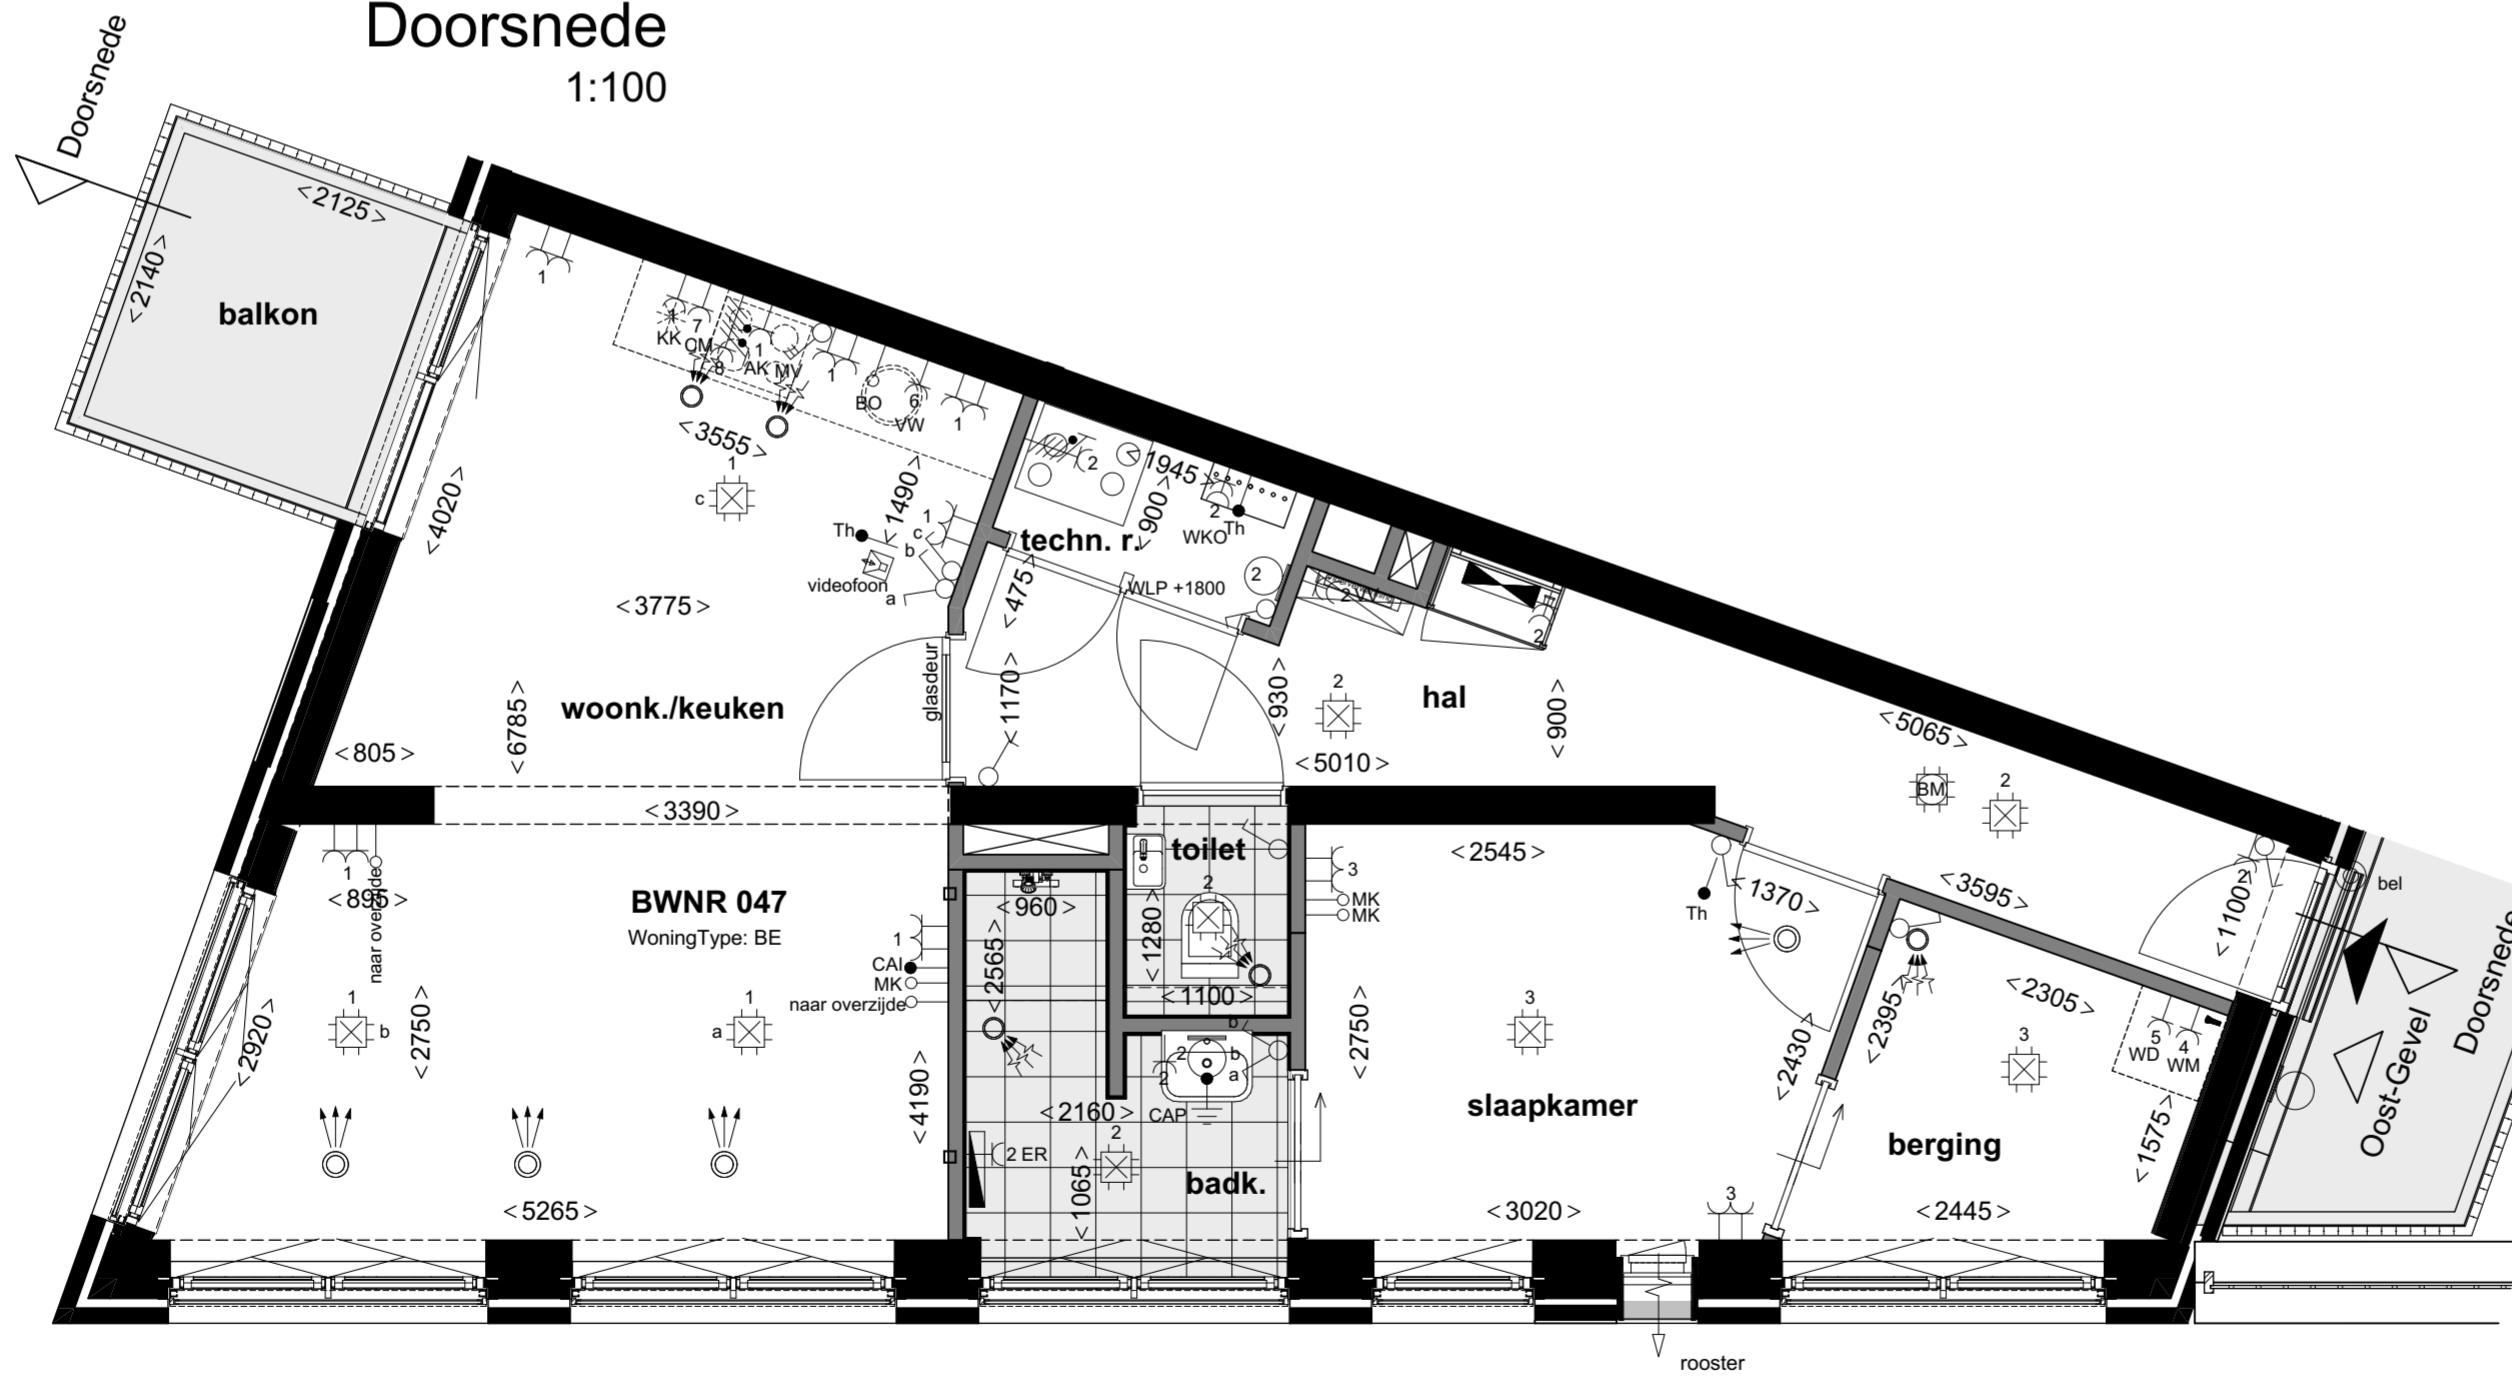 Doorsnede
1:100
Doorsnede
<2125>
<2140>
balkon
1
1
KK
7
CM
8
1
AK
MV
1
BO
6
VW
1
<3555>
1
c
<4020>
<1490>
Th
1
c
b
videofoon
a
<3775>
2
<1945>
<900>
techn. r.
2
WKO
Th
WLP +1800
2
<475>
2 VV
2
glasdeur
<1170>
<930>
2
hal
<900>
<5065>
woonk./keuken
<6785>
<805>
<5010>
<3390>
BM
2
1
<895>
naar overzijde
BWNR 047
WoningType: BE
1
CAI
MK
naar overzijde
<960>
<2565>
toilet
2
<1280>
<1100>
3
MK
MK
<2545>
Th
<1370>
<3595>
2
<1100>
bel
<2305>
<2395>
5
WD
4
WM
3
Doorsnede
Oost-Gevel
1
b
<2750>
1
a
<2920>
<4190>
b
2
b
2
a
<2160>
CAP
2
2 ER
<1065>
badk.
<2750>
3
slaapkamer
<2430>
berging
<1575>
<5265>
<3020>
3
<2445>
rooster